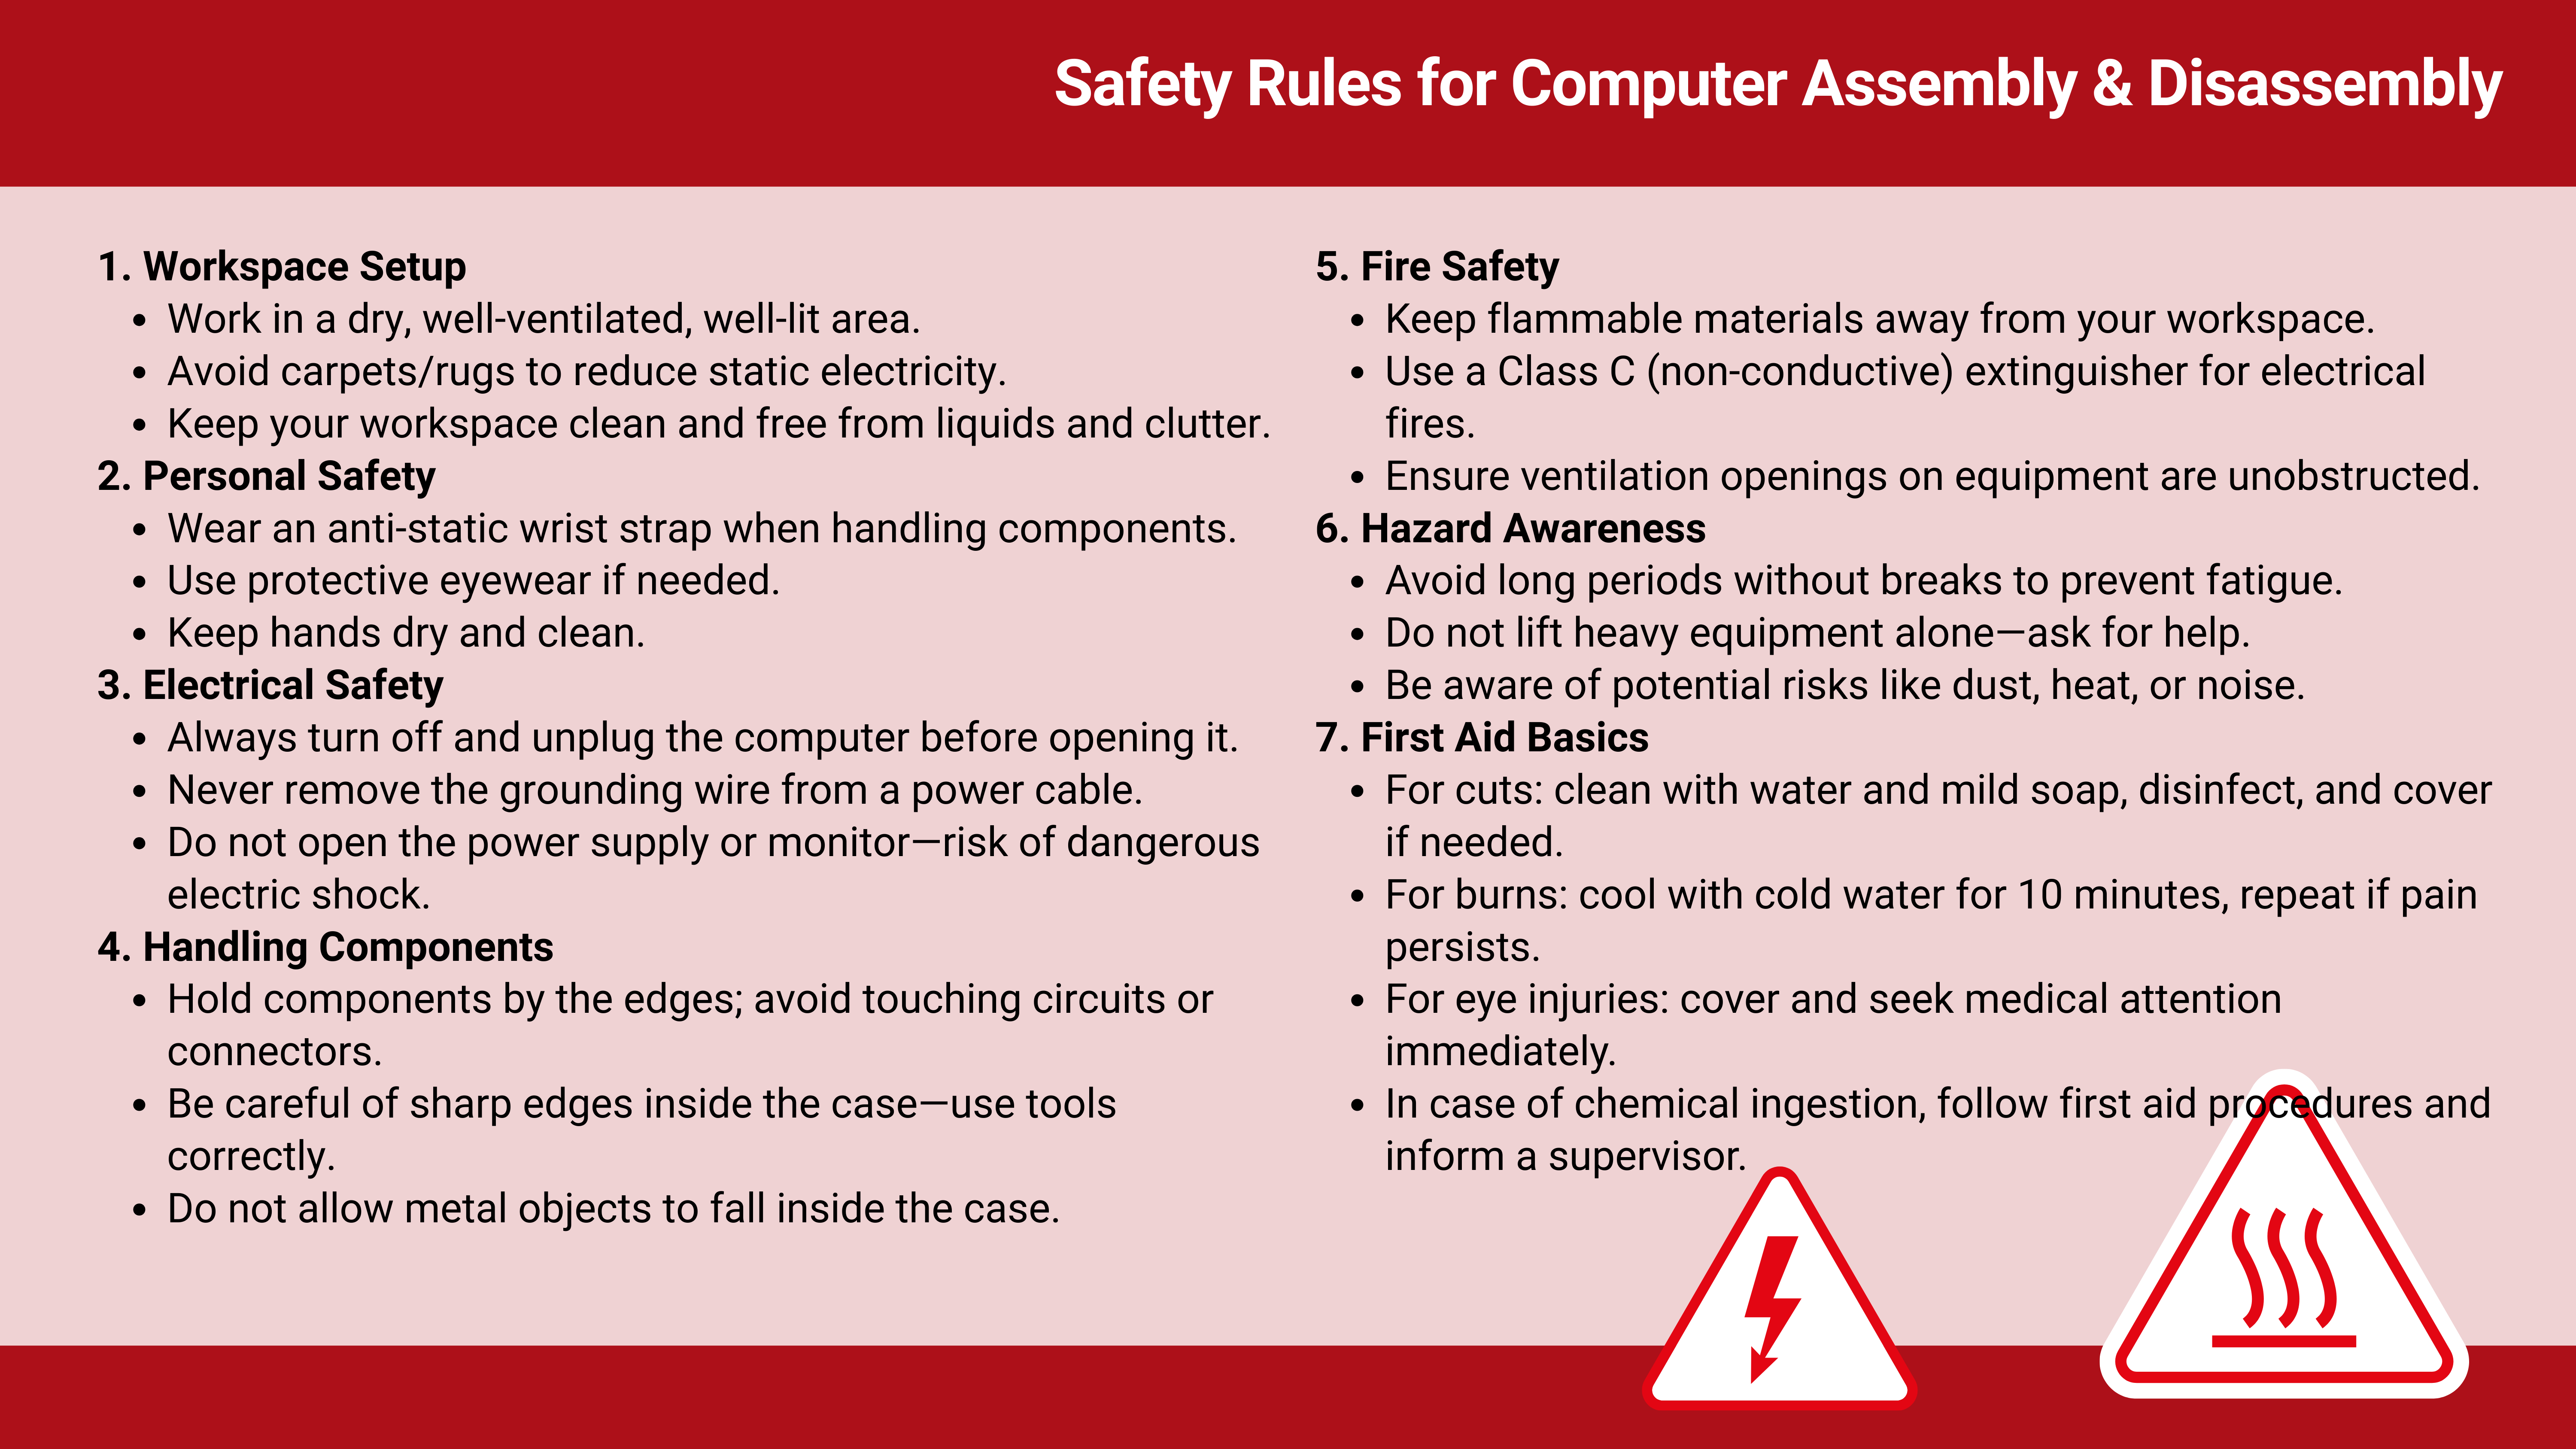 Safety Rules for Computer Assembly & Disassembly
1. Workspace Setup
• Work in a dry, well-ventilated, well-lit area.
• Avoid carpets/rugs to reduce static electricity.
• Keep your workspace clean and free from liquids and clutter.
2. Personal Safety
• Wear an anti-static wrist strap when handling components.
• Use protective eyewear if needed.
• Keep hands dry and clean.
3. Electrical Safety
• Always turn off and unplug the computer before opening it.
• Never remove the grounding wire from a power cable.
• Do not open the power supply or monitor—risk of dangerous
electric shock.
4. Handling Components
• Hold components by the edges; avoid touching circuits or
connectors.
• Be careful of sharp edges inside the case—use tools
correctly.
• Do not allow metal objects to fall inside the case.
5. Fire Safety
• Keep flammable materials away from your workspace.
• Use a Class C (non-conductive) extinguisher for electrical
fires.
• Ensure ventilation openings on equipment are unobstructed.
6. Hazard Awareness
• Avoid long periods without breaks to prevent fatigue.
• Do not lift heavy equipment alone—ask for help.
• Be aware of potential risks like dust, heat, or noise.
7. First Aid Basics
• For cuts: clean with water and mild soap, disinfect, and cover
if needed.
• For burns: cool with cold water for 10 minutes, repeat if pain
persists.
• For eye injuries: cover and seek medical attention
immediately.
• In case of chemical ingestion, follow first aid procedures and
inform a supervisor.